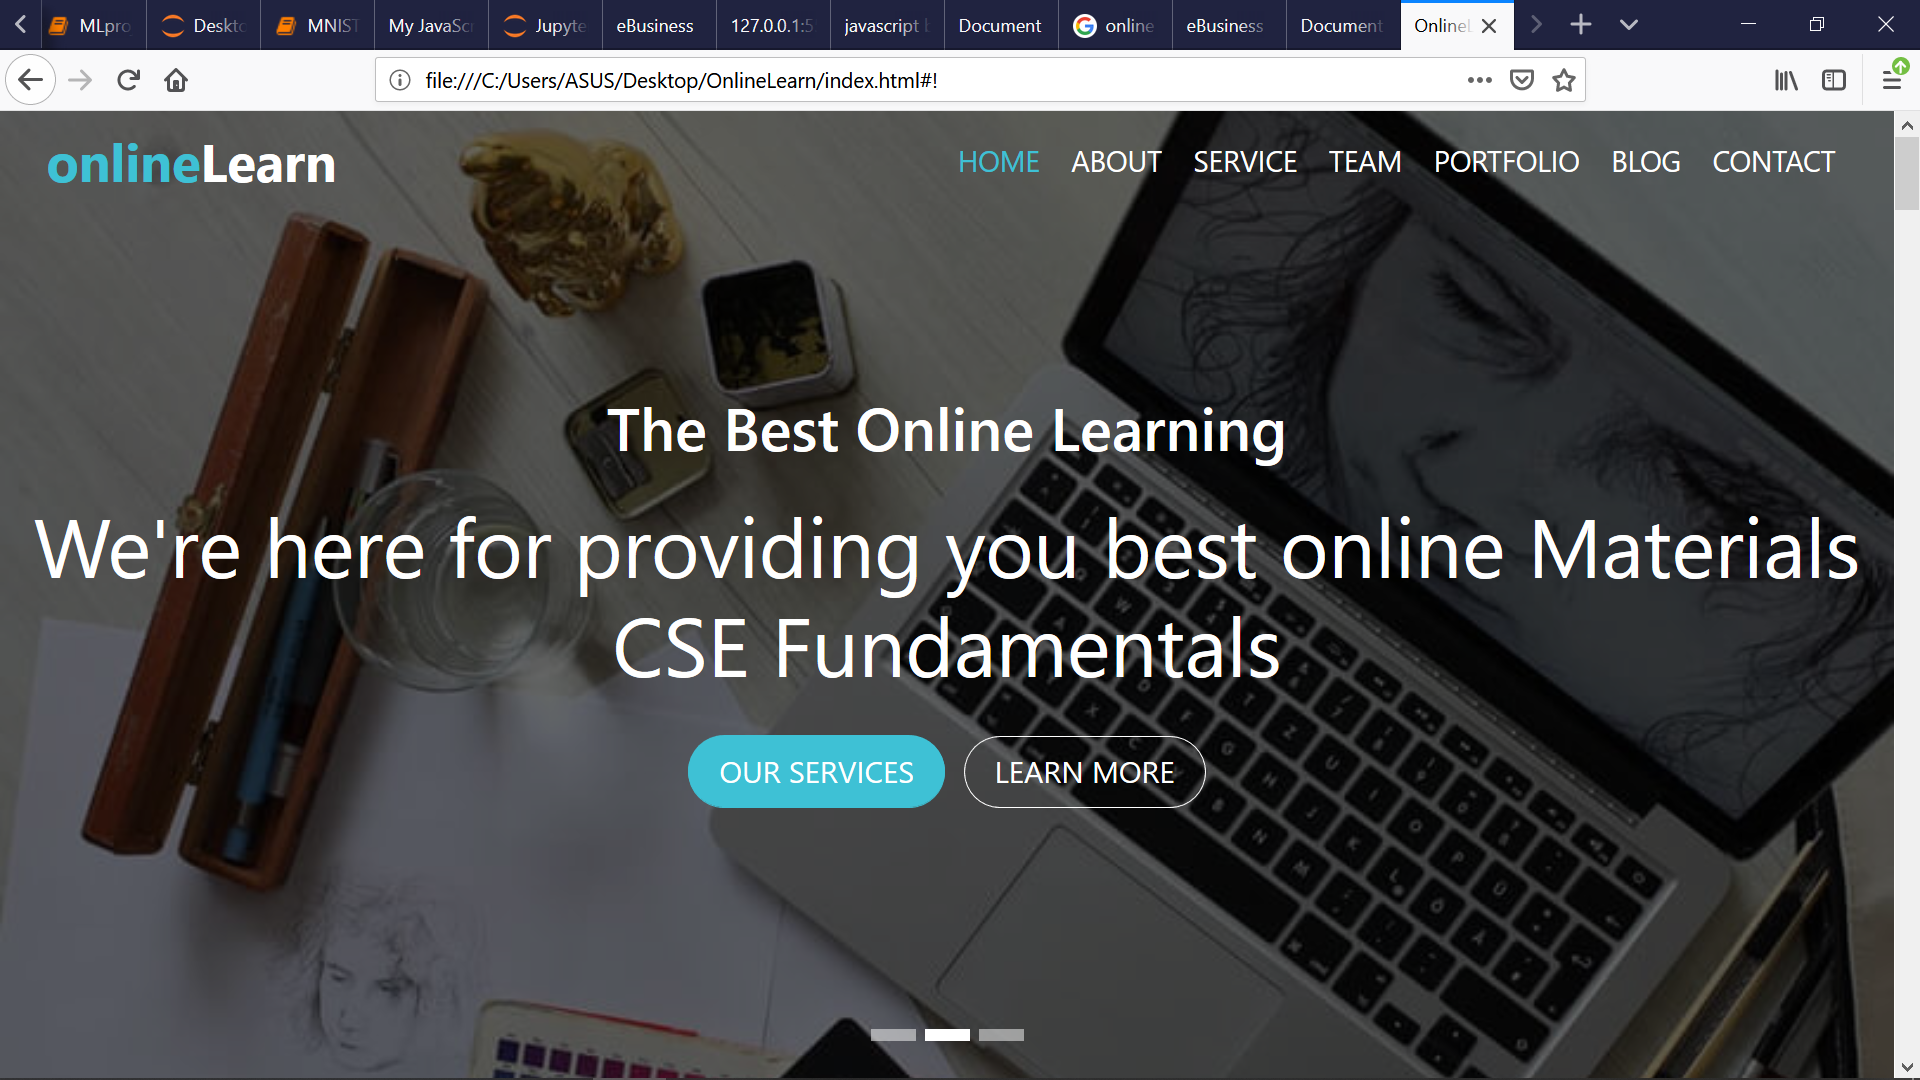 MLpro
Deskto
MNIST
My JavaScr
Jupyte
eBusiness
127.0.0.1:5
javascript
Document
online
eBusiness
Document
OnlineL
file:///C:/Users/ASUS/Desktop/OnlineLearn/index.html#!
onlineLearn
HOME ABOUT SERVICE TEAM PORTFOLIO BLOG CONTACT
The Best Online Learning
We're here for providing you best online Materials
CSE Fundamentals
OUR SERVICES LEARN MORE